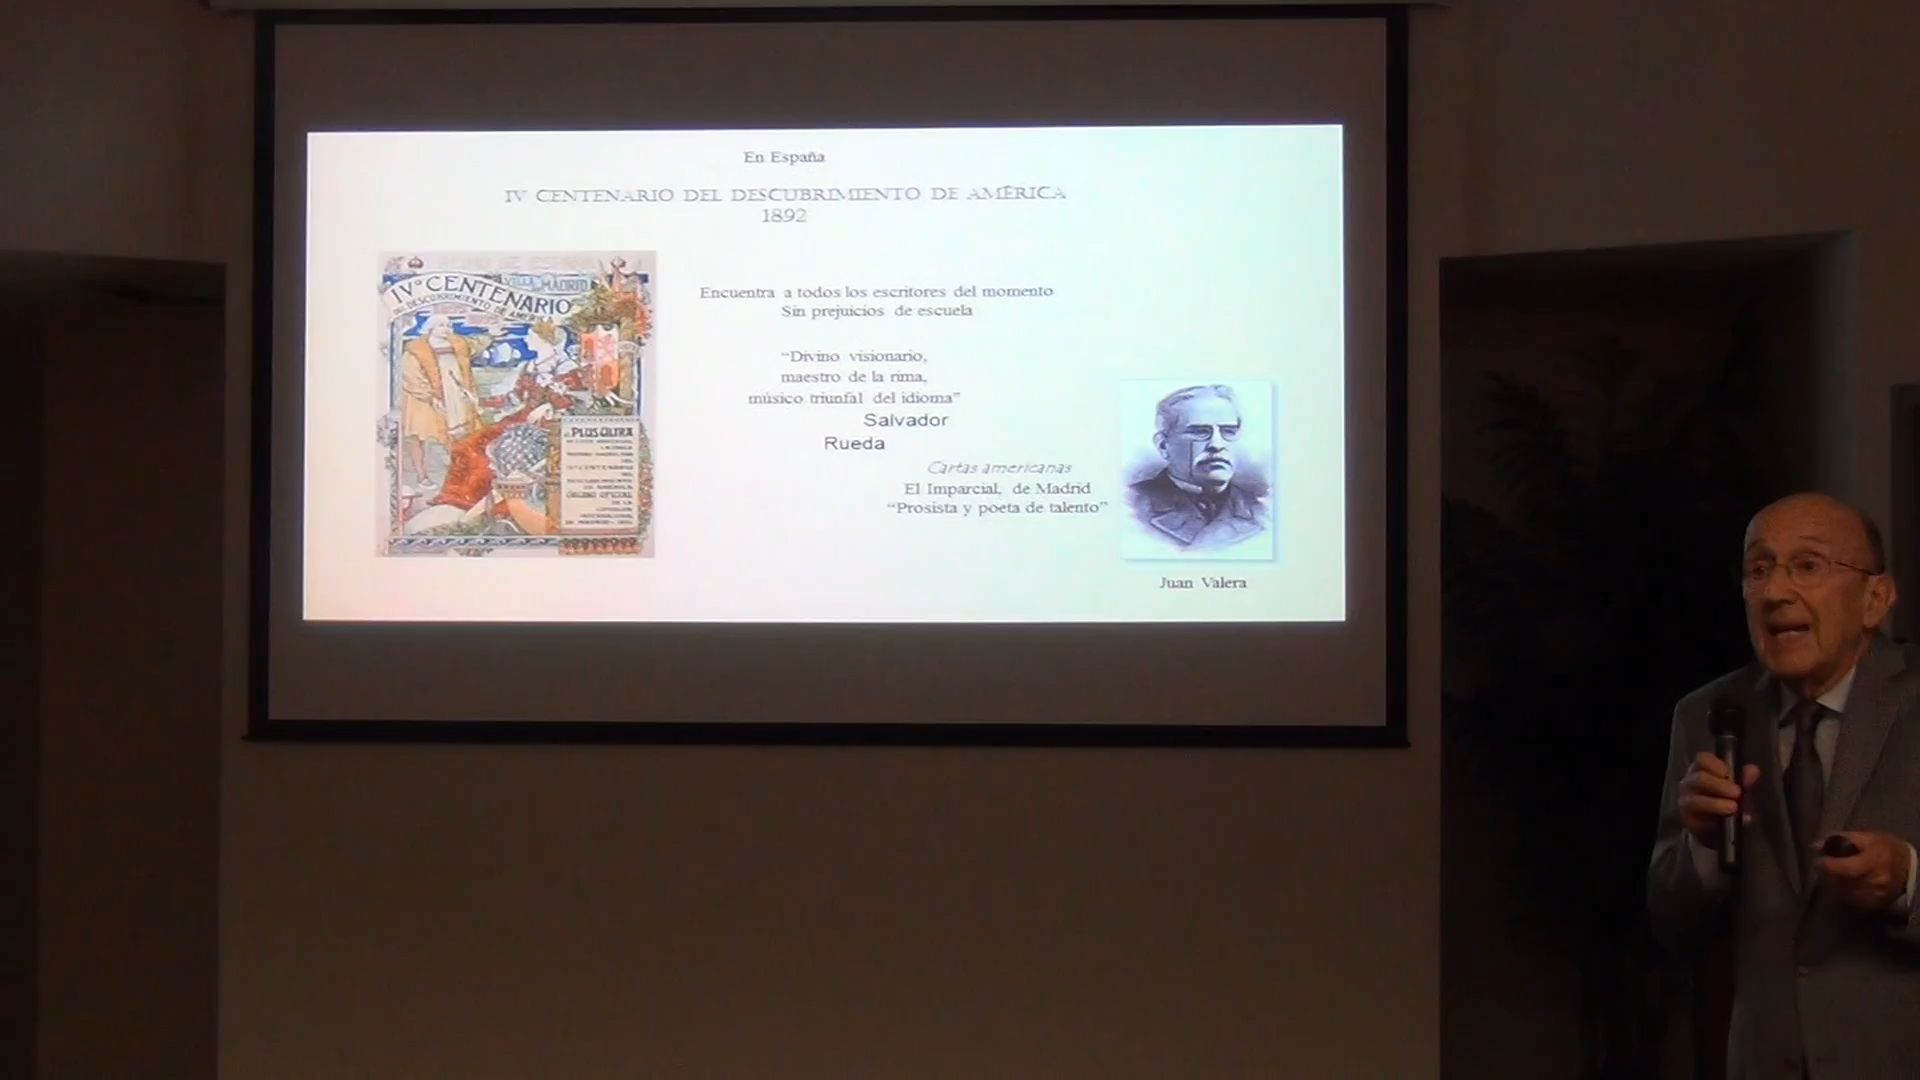 En España
IV CENTENARIO DEL DESCUBRIMIENTO DE AMÉRICA
1892
IVº CENTENARIO
DEL DESCUBRIMIENTO DE AMERICA
VILLA MADRID
PLUS ULTRA
Encuentra a todos los escritores del momento
Sin prejuicios de escuela
“Divino visionario,
maestro de la rima,
músico triunfal del idioma”
Salvador
Rueda
Cartas americanas
El Imparcial, de Madrid
“Prosista y poeta de talento”
Juan Valera